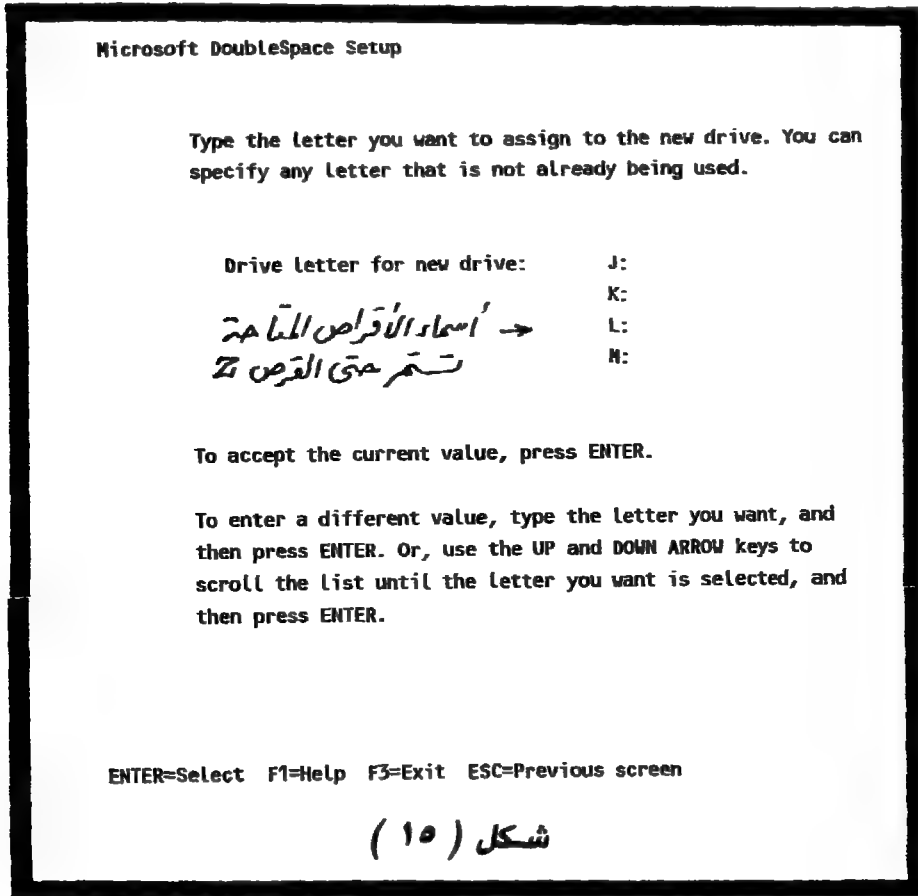 Microsoft DoubleSpace Setup
Type the letter you want to assign to the new drive. You can
specify any letter that is not already being used.
Drive letter for new drive: J:
K:
أسماء الأقراص المتاحة → L:
تستمر حتى القرص Z M:
To accept the current value, press ENTER.
To enter a different value, type the letter you want, and
then press ENTER. Or, use the UP and DOWN ARROW keys to
scroll the list until the letter you want is selected, and
then press ENTER.
ENTER=Select F1=Help F3=Exit ESC=Previous screen
شكل ( ١٥ )